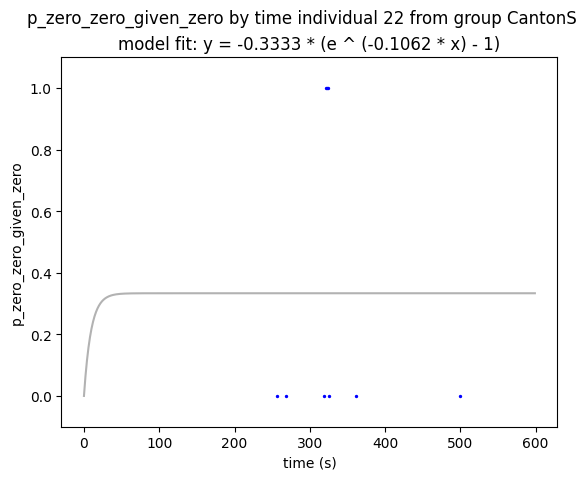 p_zero_zero_given_zero by time individual 22 from group CantonS
model fit: y = -0.3333 * (e ^ (-0.1062 * x) - 1)
1.0
0.8
0.6
0.4
0.2
0.0
p_zero_zero_given_zero
0 100 200 300 400 500 600
time (s)